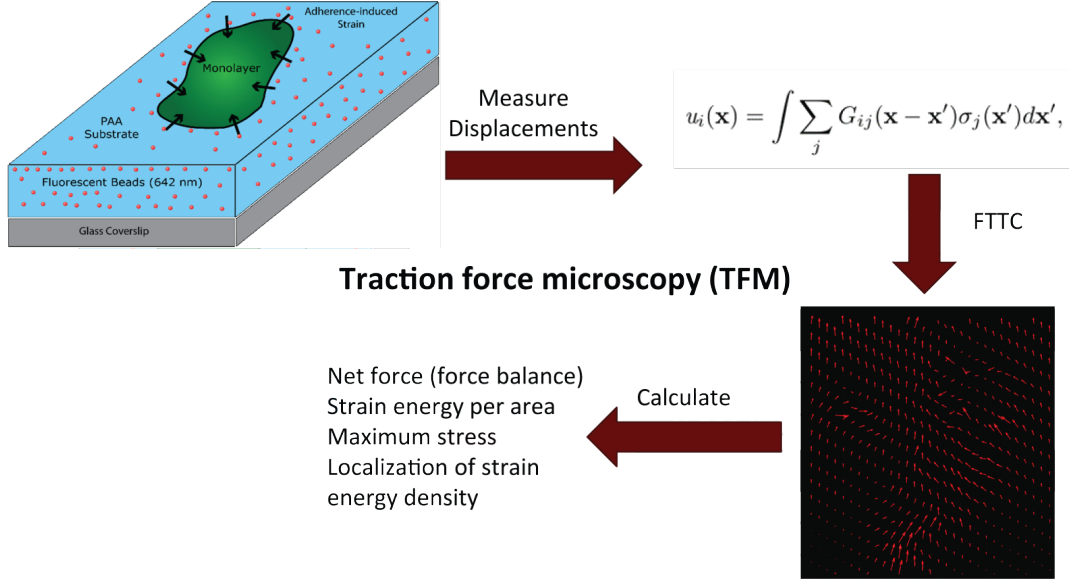 Adherence-induced
Strain
Monolayer
PAA
Substrate
Fluorescent Beads (642 nm)
Glass Coverslip
Measure
Displacements
u_i(𝐱) = ∫ ∑_j G_{ij}(𝐱 − 𝐱′)σ_j(𝐱′)d𝐱′,
FTTC
Traction force microscopy (TFM)
Net force (force balance)
Strain energy per area
Maximum stress
Localization of strain
energy density
Calculate